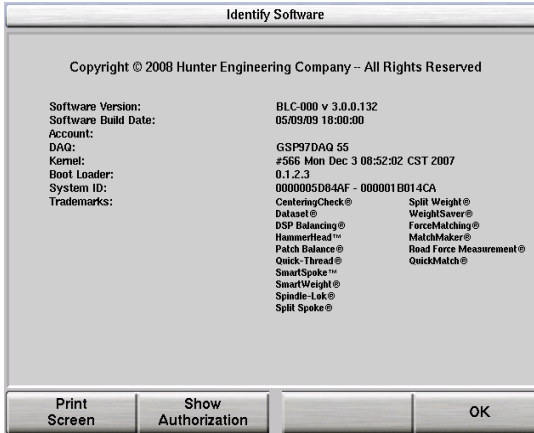 Identify Software
Copyright © 2008 Hunter Engineering Company -- All Rights Reserved
Software Version: BLC-000 v 3.0.0.132
Software Build Date: 05/09/09 18:00:00
Account:
DAQ: GSP97DAQ 55
Kernel: #566 Mon Dec 3 08:52:02 CST 2007
Boot Loader: 0.1.2.3
System ID: 0000005D84AF - 000001B014CA
Trademarks: CenteringCheck® Split Weight®
Dataset® WeightSaver®
DSP Balancing® ForceMatching®
HammerHead™ MatchMaker®
Patch Balance® Road Force Measurement®
Quick-Thread® QuickMatch®
SmartSpoke™
SmartWeight®
Spindle-Lok®
Split Spoke®
Print Screen
Show Authorization
OK